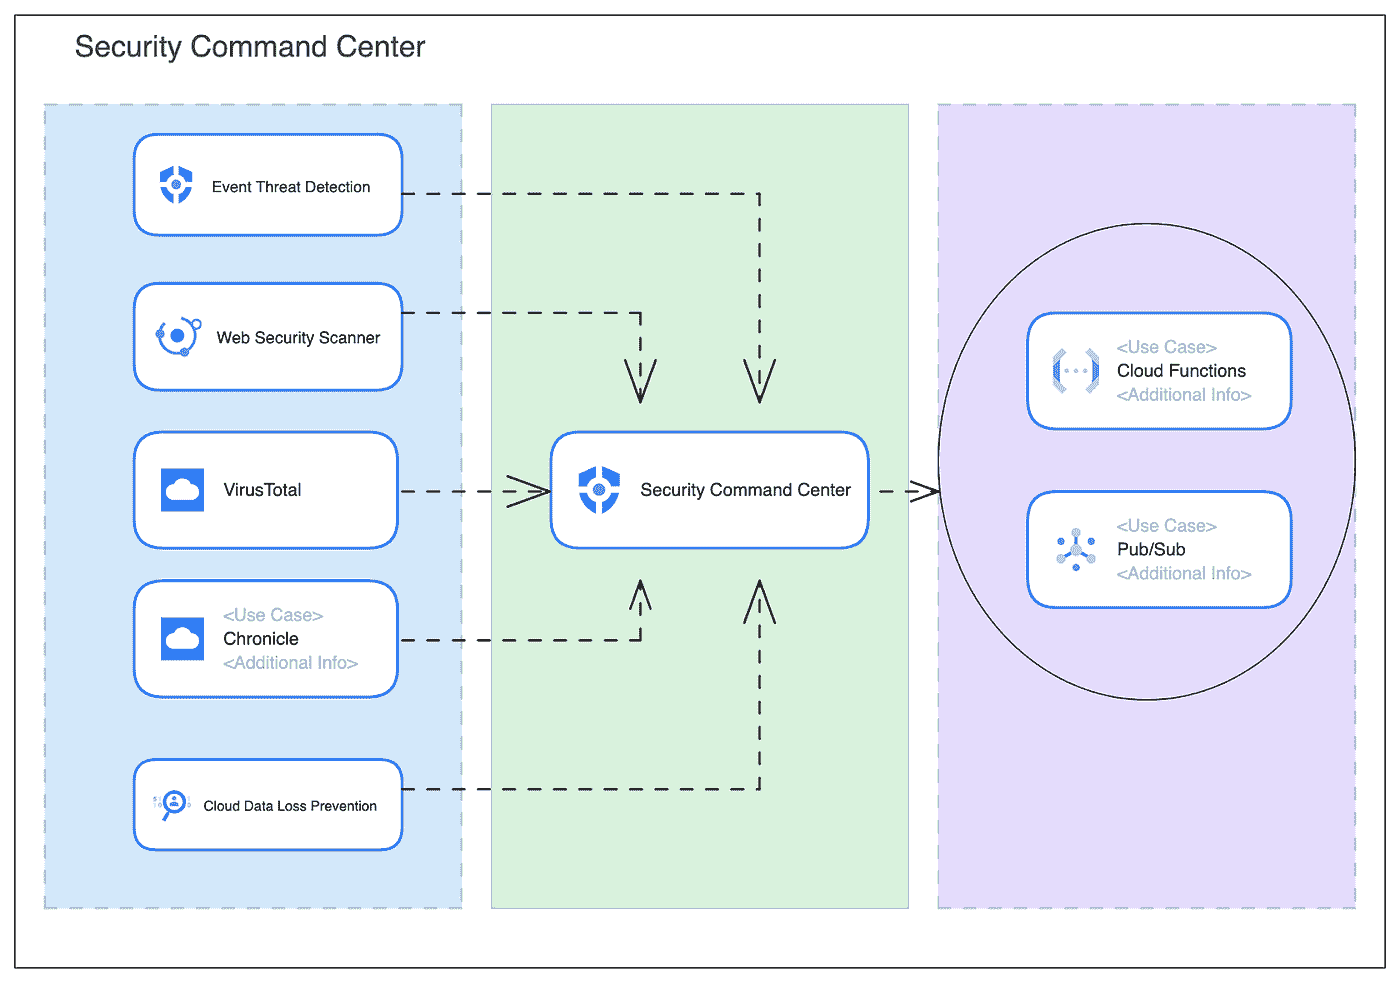 Security Command Center
Event Threat Detection
Web Security Scanner
VirusTotal
<Use Case>
Chronicle
<Additional Info>
Cloud Data Loss Prevention
Security Command Center
<Use Case>
Cloud Functions
<Additional Info>
<Use Case>
Pub/Sub
<Additional Info>